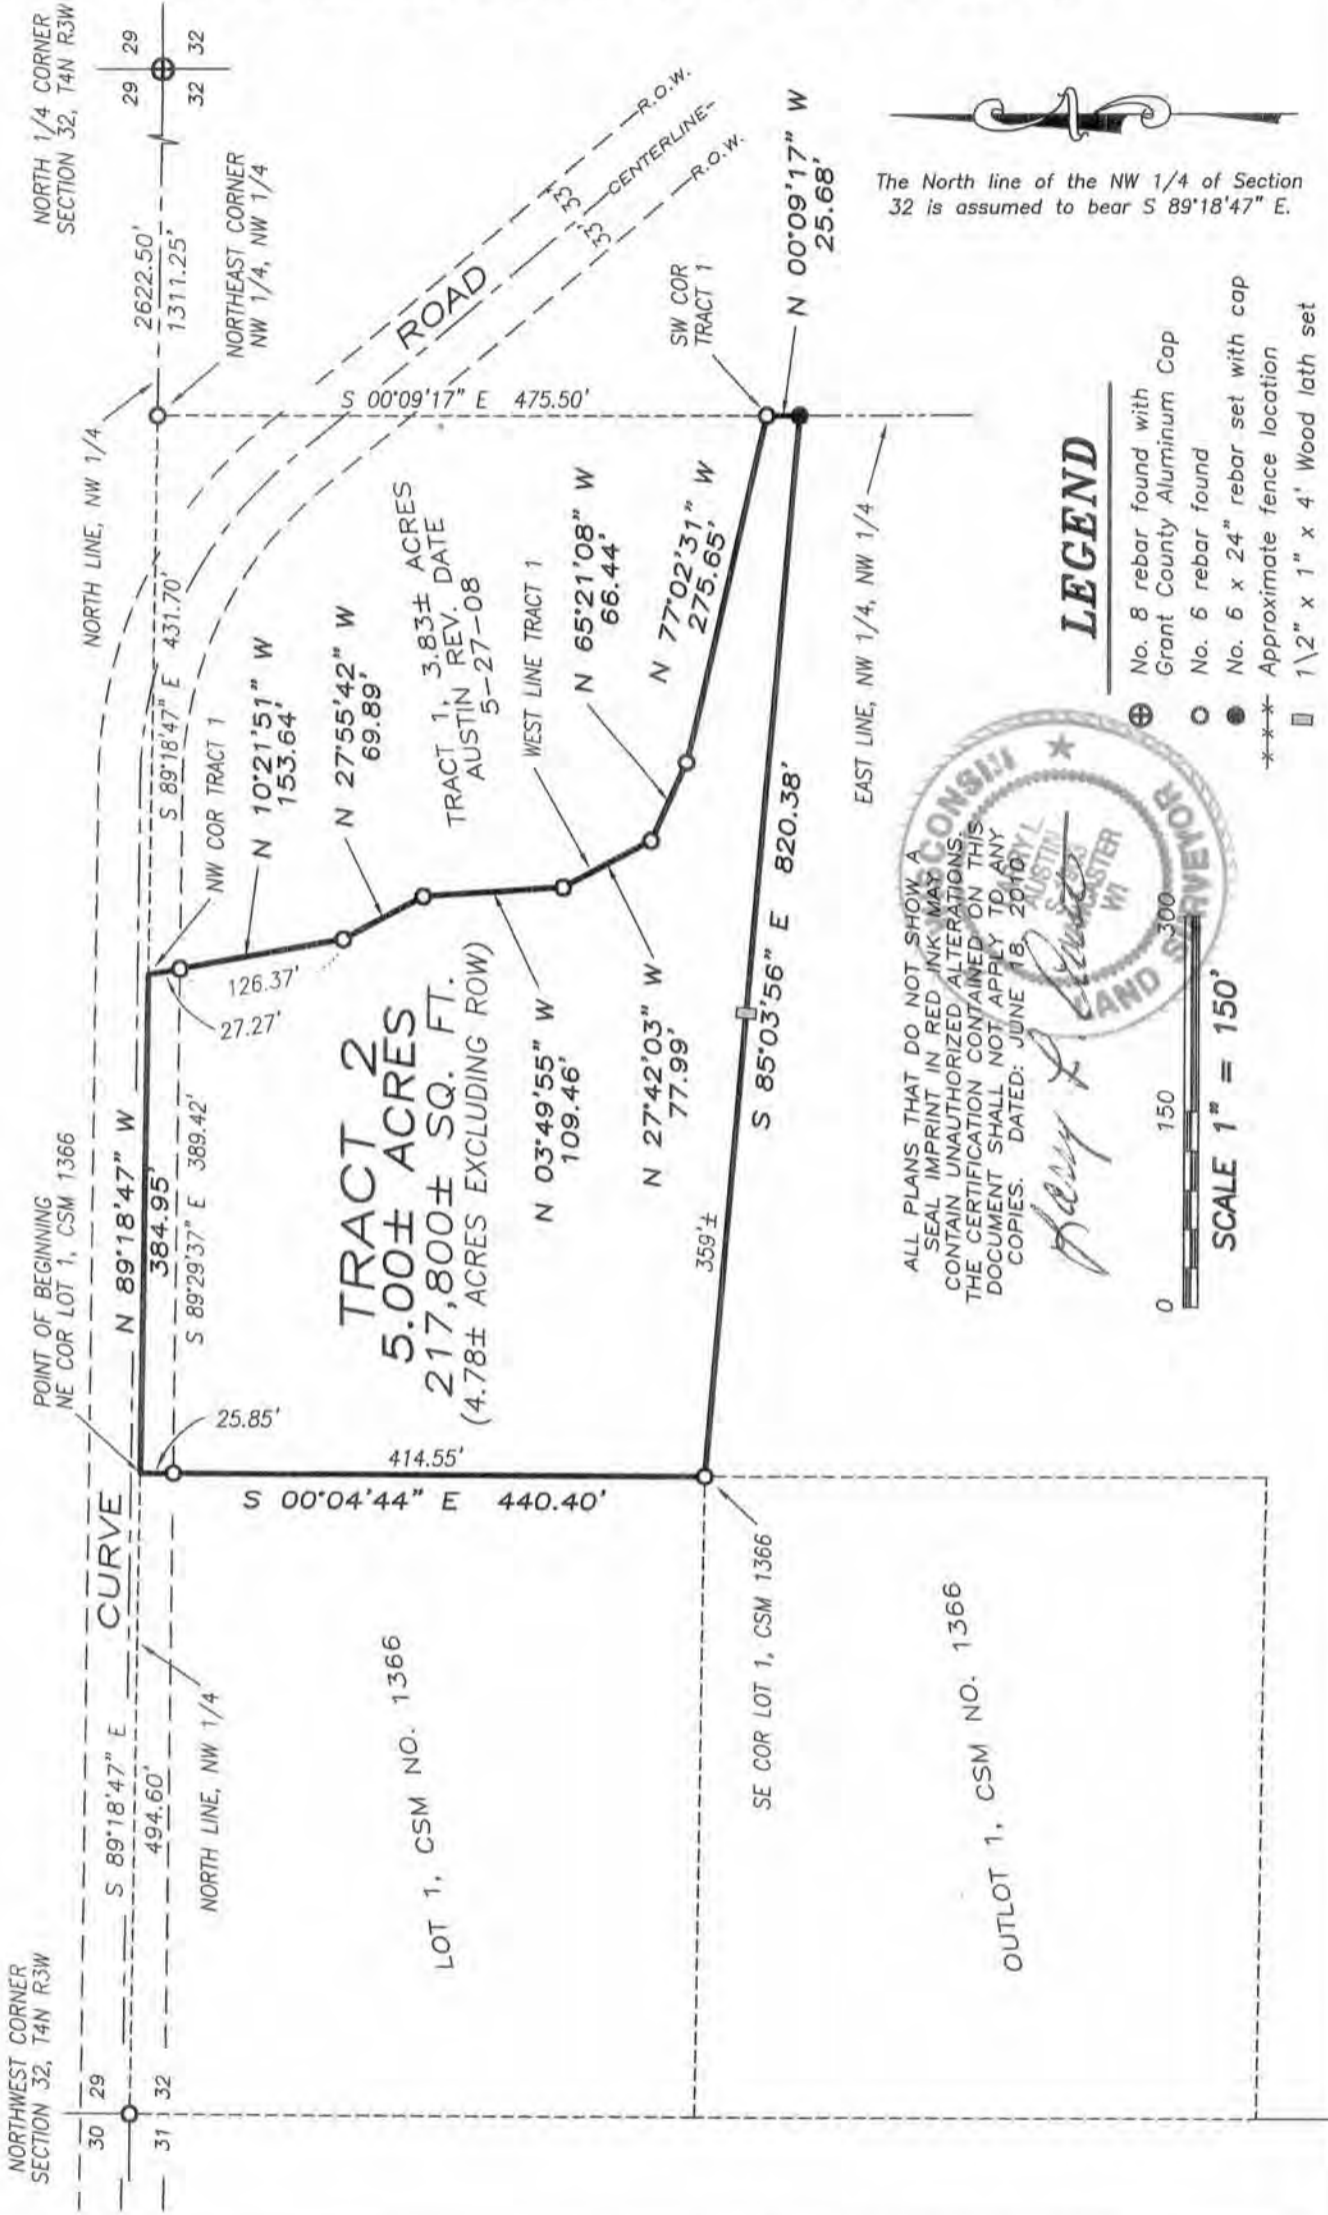 NORTHWEST CORNER
SECTION 32, T4N R3W
30
29
31
32
S 89°18'47" E
494.60'
NORTH LINE, NW 1/4
CURVE
POINT OF BEGINNING
NE COR LOT 1, CSM 1366
N 89°18'47" W
384.95'
S 89°29'37" E 389.42'
25.85'
27.27'
126.37'
414.55'
S 00°04'44" E 440.40'
NORTH LINE, NW 1/4
S 89°18'47" E 431.70'
NW COR TRACT 1
2622.50'
1311.25'
NORTH 1/4 CORNER
SECTION 32, T4N R3W
29
29
32
32
NORTHEAST CORNER
NW 1/4, NW 1/4
ROAD
33'
33'
R.O.W.
CENTERLINE
R.O.W.
S 00°09'17" E 475.50'
N 10°21'51" W
153.64'
N 27°55'42" W
69.89'
TRACT 1, 3.83± ACRES
AUSTIN REV. DATE
5-27-08
WEST LINE TRACT 1
N 65°21'08" W
66.44'
N 77°02'31" W
275.65'
SW COR
TRACT 1
N 00°09'17" W
25.68'
TRACT 2
5.00± ACRES
217,800± SQ. FT.
(4.78± ACRES EXCLUDING ROW)
N 03°49'55" W
109.46'
N 27°42'03" W
77.99'
359'±
S 85°03'56" E 820.38'
EAST LINE, NW 1/4, NW 1/4
LOT 1, CSM NO. 1366
SE COR LOT 1, CSM 1366
OUTLOT 1, CSM NO. 1366
ALL PLANS THAT DO NOT SHOW A
SEAL IMPRINT IN RED INK MAY
CONTAIN UNAUTHORIZED ALTERATIONS.
THE CERTIFICATION CONTAINED ON THIS
DOCUMENT SHALL NOT APPLY TO ANY
COPIES. DATED: JUNE 18, 2010
WISCONSIN
LARRY L.
AUSTIN
LANCASTER
WI
LAND SURVEYOR
0 150 300
SCALE 1" = 150'
The North line of the NW 1/4 of Section
32 is assumed to bear S 89°18'47" E.
LEGEND
No. 8 rebar found with
Grant County Aluminum Cap
No. 6 rebar found
No. 6 x 24" rebar set with cap
Approximate fence location
1\2" x 1" x 4' Wood lath set